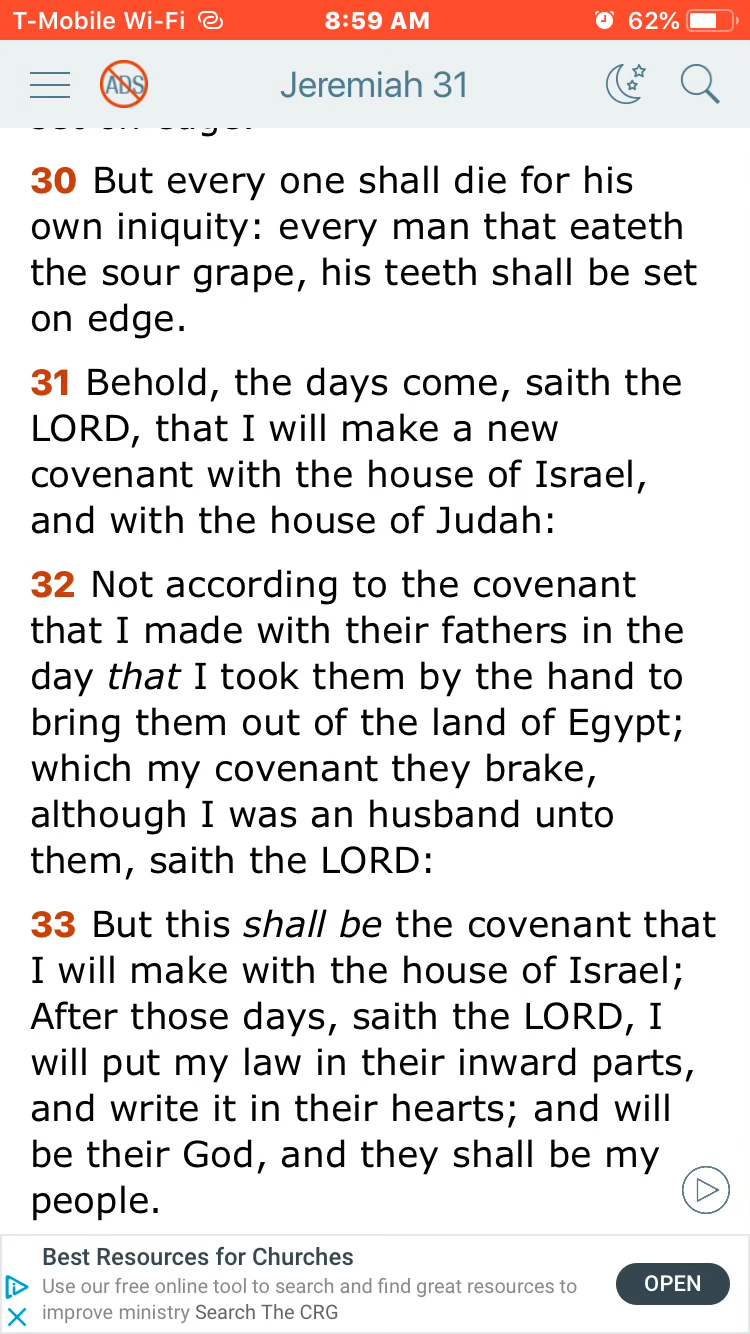 T-Mobile Wi-Fi 8:59 AM 62%
ADS Jeremiah 31
set on edge.
30 But every one shall die for his
own iniquity: every man that eateth
the sour grape, his teeth shall be set
on edge.
31 Behold, the days come, saith the
LORD, that I will make a new
covenant with the house of Israel,
and with the house of Judah:
32 Not according to the covenant
that I made with their fathers in the
day that I took them by the hand to
bring them out of the land of Egypt;
which my covenant they brake,
although I was an husband unto
them, saith the LORD:
33 But this shall be the covenant that
I will make with the house of Israel;
After those days, saith the LORD, I
will put my law in their inward parts,
and write it in their hearts; and will
be their God, and they shall be my
people.
Best Resources for Churches
Use our free online tool to search and find great resources to
improve ministry Search The CRG
OPEN